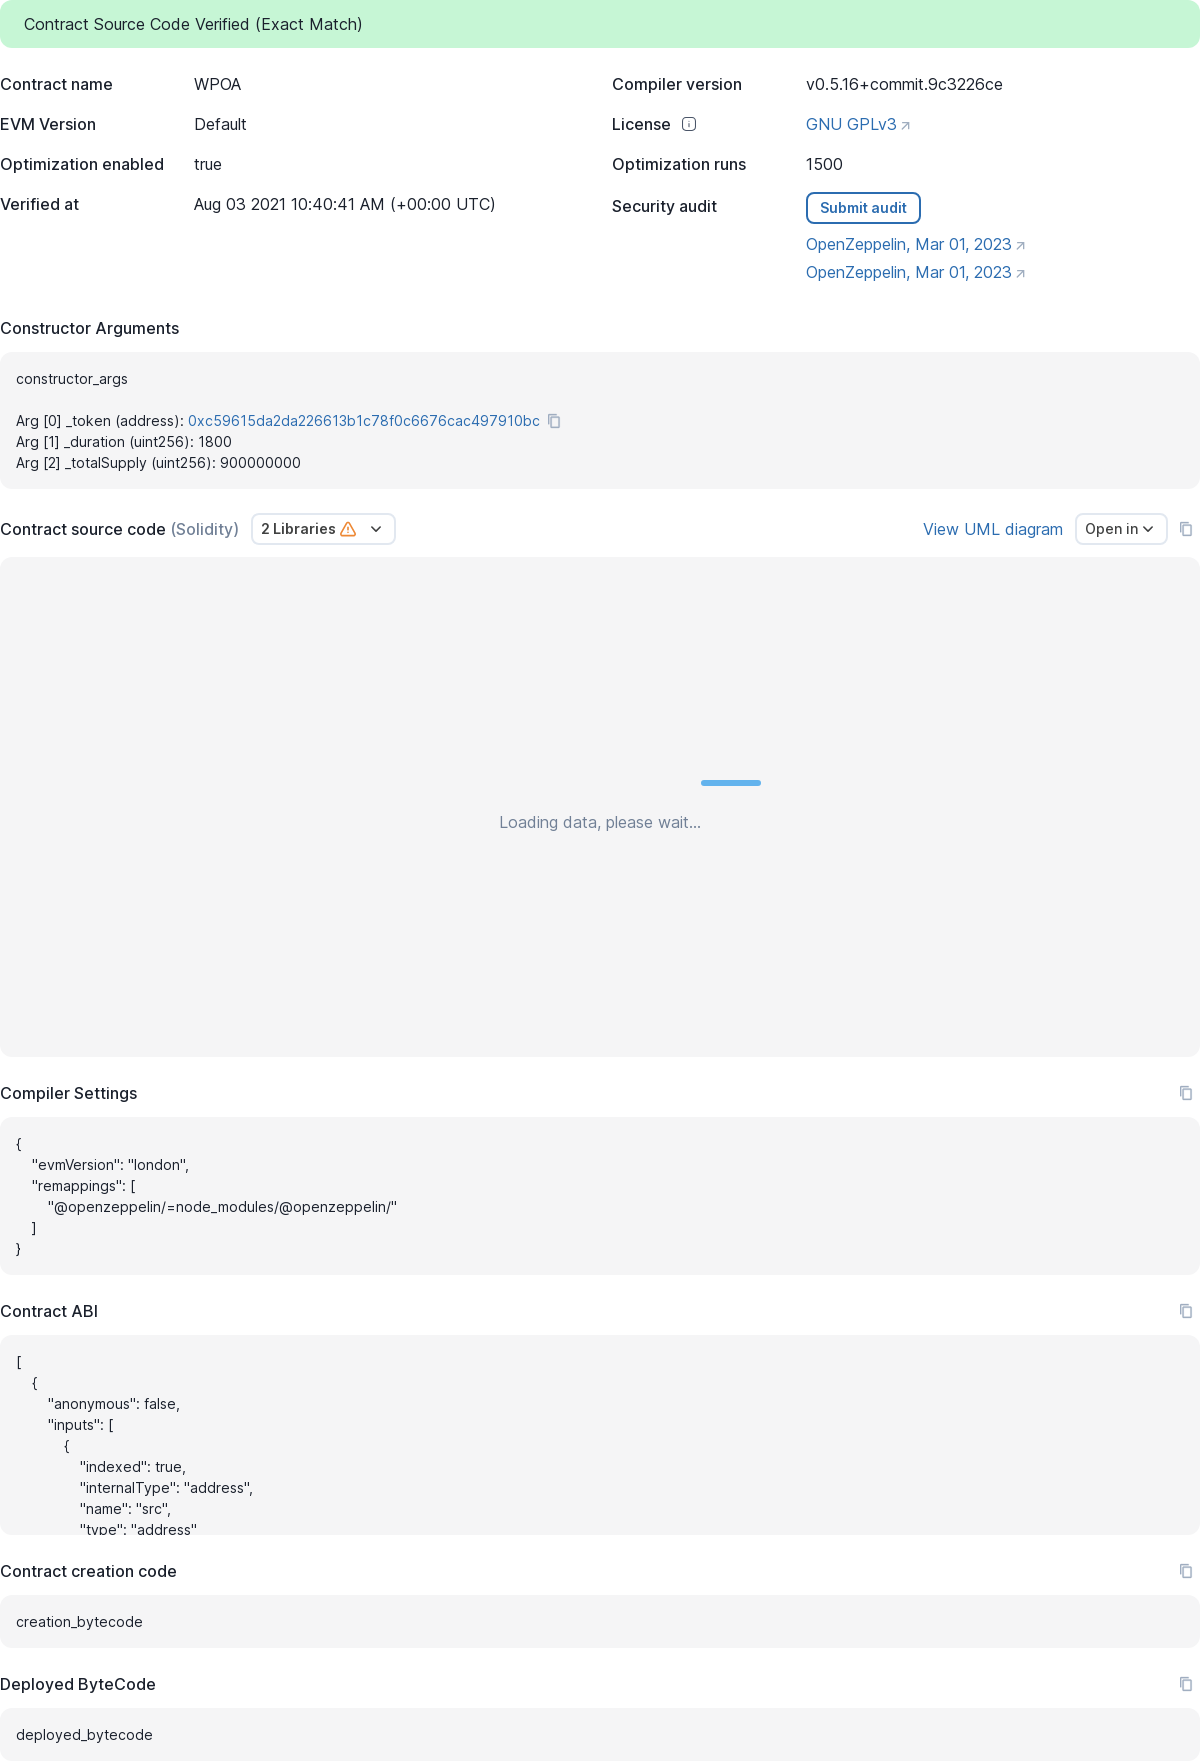 Contract Source Code Verified (Exact Match)
Contract name WPOA
Compiler version v0.5.16+commit.9c3226ce
EVM Version Default
License GNU GPLv3
Optimization enabled true
Optimization runs 1500
Verified at Aug 03 2021 10:40:41 AM (+00:00 UTC)
Security audit Submit audit
OpenZeppelin, Mar 01, 2023
OpenZeppelin, Mar 01, 2023
Constructor Arguments
constructor_args
Arg [0] _token (address): 0xc59615da2da226613b1c78f0c6676cac497910bc
Arg [1] _duration (uint256): 1800
Arg [2] _totalSupply (uint256): 900000000
Contract source code (Solidity) 2 Libraries View UML diagram Open in
Loading data, please wait...
Compiler Settings
{
"evmVersion": "london",
"remappings": [
"@openzeppelin/=node_modules/@openzeppelin/"
]
}
Contract ABI
[
{
"anonymous": false,
"inputs": [
{
"indexed": true,
"internalType": "address",
"name": "src",
"type": "address"
Contract creation code
creation_bytecode
Deployed ByteCode
deployed_bytecode